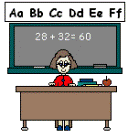 Aa Bb Cc Dd Ee Ff
28 + 32 = 60